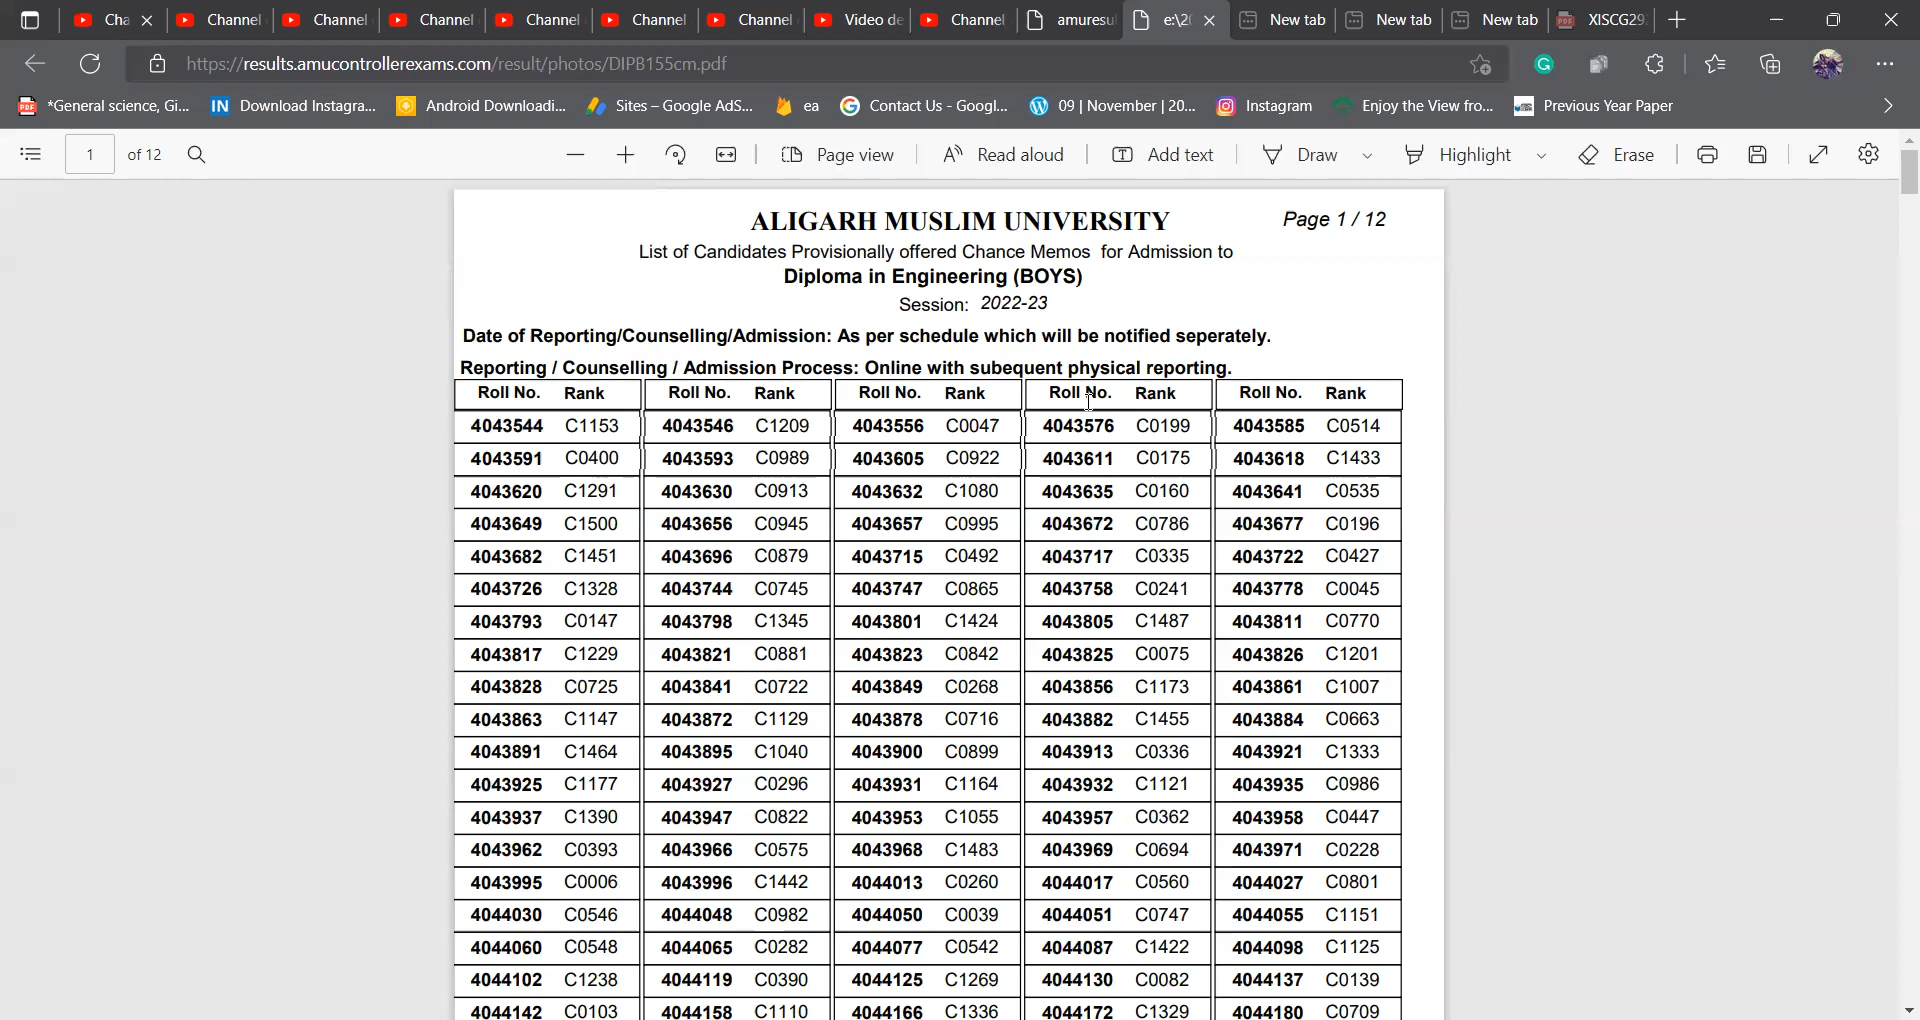 Cha
Channel
Channel
Channel
Channel
Channel
Channel
Video de
Channel
amuresu
e:\20
New tab
New tab
New tab
XISCG29
https://results.amucontrollerexams.com/result/photos/DIPB155cm.pdf
*General science, Gi...
Download Instagra...
Android Downloadi...
Sites – Google AdS...
ea
Contact Us - Googl...
09 | November | 20...
Instagram
Enjoy the View fro...
Previous Year Paper
1 of 12
Page view
Read aloud
Add text
Draw
Highlight
Erase
ALIGARH MUSLIM UNIVERSITY
Page 1 / 12
List of Candidates Provisionally offered Chance Memos for Admission to
Diploma in Engineering (BOYS)
Session: 2022-23
Date of Reporting/Counselling/Admission: As per schedule which will be notified seperately.
Reporting / Counselling / Admission Process: Online with subequent physical reporting.
Roll No. Rank Roll No. Rank Roll No. Rank Roll No. Rank Roll No. Rank
4043544 C1153 4043546 C1209 4043556 C0047 4043576 C0199 4043585 C0514
4043591 C0400 4043593 C0989 4043605 C0922 4043611 C0175 4043618 C1433
4043620 C1291 4043630 C0913 4043632 C1080 4043635 C0160 4043641 C0535
4043649 C1500 4043656 C0945 4043657 C0995 4043672 C0786 4043677 C0196
4043682 C1451 4043696 C0879 4043715 C0492 4043717 C0335 4043722 C0427
4043726 C1328 4043744 C0745 4043747 C0865 4043758 C0241 4043778 C0045
4043793 C0147 4043798 C1345 4043801 C1424 4043805 C1487 4043811 C0770
4043817 C1229 4043821 C0881 4043823 C0842 4043825 C0075 4043826 C1201
4043828 C0725 4043841 C0722 4043849 C0268 4043856 C1173 4043861 C1007
4043863 C1147 4043872 C1129 4043878 C0716 4043882 C1455 4043884 C0663
4043891 C1464 4043895 C1040 4043900 C0899 4043913 C0336 4043921 C1333
4043925 C1177 4043927 C0296 4043931 C1164 4043932 C1121 4043935 C0986
4043937 C1390 4043947 C0822 4043953 C1055 4043957 C0362 4043958 C0447
4043962 C0393 4043966 C0575 4043968 C1483 4043969 C0694 4043971 C0228
4043995 C0006 4043996 C1442 4044013 C0260 4044017 C0560 4044027 C0801
4044030 C0546 4044048 C0982 4044050 C0039 4044051 C0747 4044055 C1151
4044060 C0548 4044065 C0282 4044077 C0542 4044087 C1422 4044098 C1125
4044102 C1238 4044119 C0390 4044125 C1269 4044130 C0082 4044137 C0139
4044142 C0103 4044158 C1110 4044166 C1336 4044172 C1329 4044180 C0709